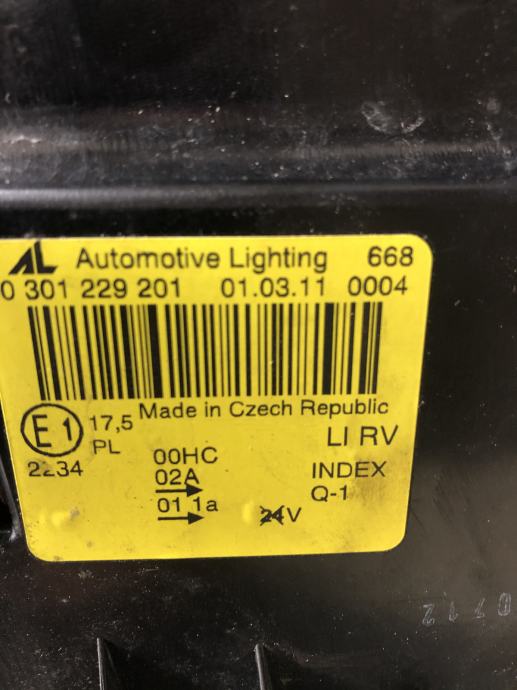 AL Automotive Lighting 668
0 301 229 201 01.03.11 0004
Made in Czech Republic
E1 17,5
PL
LI RV
2234
00HC
INDEX
02A
Q-1
01 1a
24V